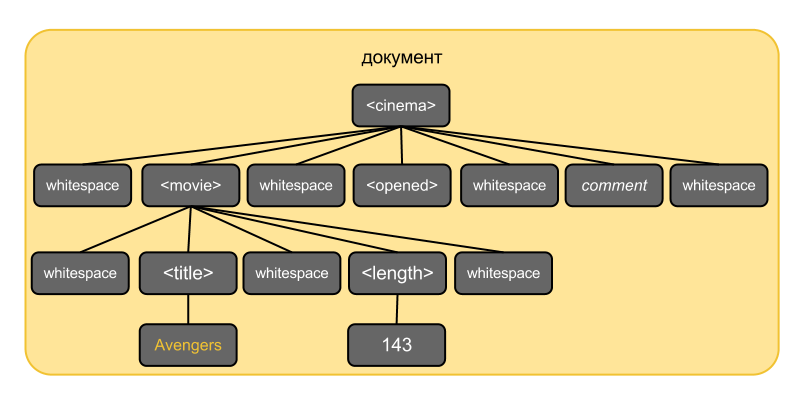 документ
<cinema>
whitespace <movie> whitespace <opened> whitespace comment whitespace
whitespace <title> whitespace <length> whitespace
Avengers 143